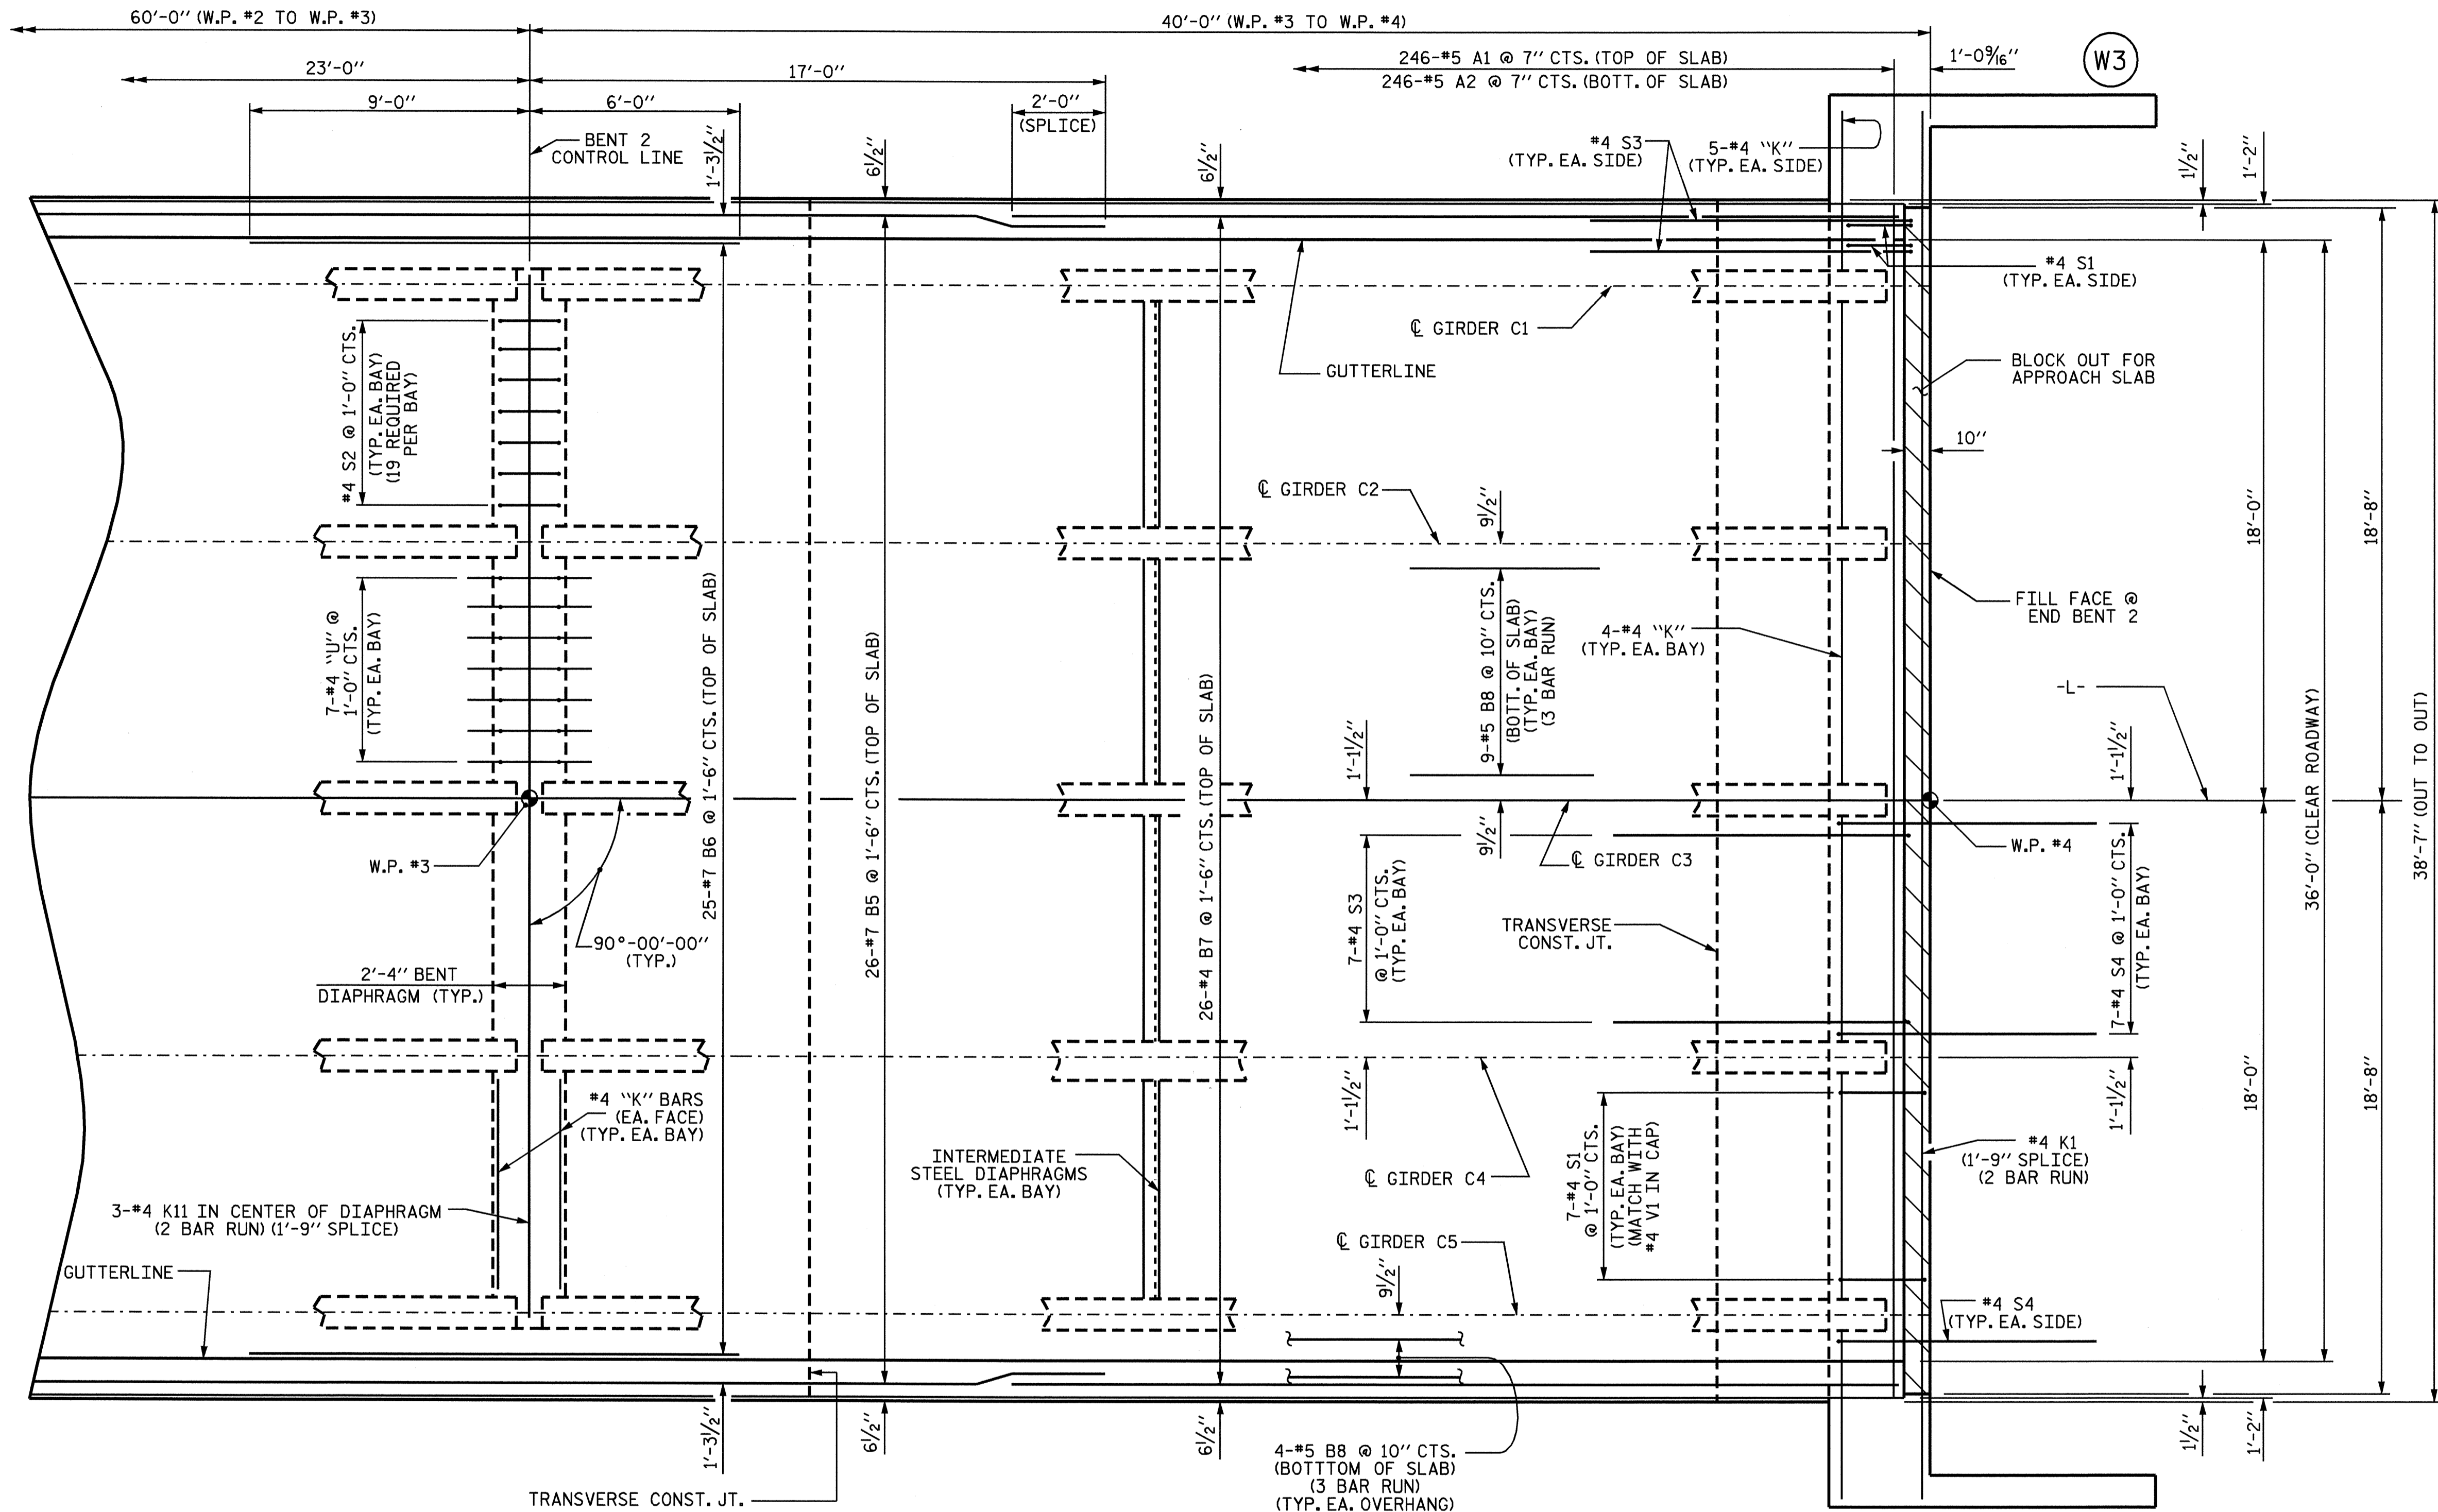 60'-0" (W.P. #2 TO W.P. #3)
40'-0" (W.P. #3 TO W.P. #4)
23'-0"
17'-0"
246-#5 A1 @ 7" CTS. (TOP OF SLAB)
246-#5 A2 @ 7" CTS. (BOTT. OF SLAB)
1'-0 9/16"
W3
9'-0"
6'-0"
2'-0"
(SPLICE)
BENT 2
CONTROL LINE
1'-3 1/2"
6 1/2"
6 1/2"
#4 S3
(TYP. EA. SIDE)
5-#4 "K"
(TYP. EA. SIDE)
1 1/2"
1'-2"
#4 S1
(TYP. EA. SIDE)
℄ GIRDER C1
GUTTERLINE
BLOCK OUT FOR
APPROACH SLAB
10"
#4 S2 @ 1'-0" CTS.
(TYP. EA. BAY)
(19 REQUIRED
PER BAY)
℄ GIRDER C2
9 1/2"
18'-0"
18'-8"
7-#4 "U" @
1'-0" CTS.
(TYP. EA. BAY)
25-#7 B6 @ 1'-6" CTS. (TOP OF SLAB)
26-#7 B5 @ 1'-6" CTS. (TOP OF SLAB)
26-#4 B7 @ 1'-6" CTS. (TOP OF SLAB)
9-#5 B8 @ 10" CTS.
(BOTT. OF SLAB)
(TYP. EA. BAY)
(3 BAR RUN)
4-#4 "K"
(TYP. EA. BAY)
FILL FACE @
END BENT 2
-L-
36'-0" (CLEAR ROADWAY)
38'-7" (OUT TO OUT)
1'-1 1/2"
1'-1 1/2"
9 1/2"
W.P. #3
℄ GIRDER C3
W.P. #4
90°-00'-00"
(TYP.)
7-#4 S3
@ 1'-0" CTS.
(TYP. EA. BAY)
TRANSVERSE
CONST. JT.
7-#4 S4 @ 1'-0" CTS.
(TYP. EA. BAY)
2'-4" BENT
DIAPHRAGM (TYP.)
#4 "K" BARS
(EA. FACE)
(TYP. EA. BAY)
1'-1 1/2"
1'-1 1/2"
18'-0"
18'-8"
INTERMEDIATE
STEEL DIAPHRAGMS
(TYP. EA. BAY)
℄ GIRDER C4
7-#4 S1
@ 1'-0" CTS.
(TYP. EA. BAY)
(MATCH WITH
#4 V1 IN CAP)
#4 K1
(1'-9" SPLICE)
(2 BAR RUN)
3-#4 K11 IN CENTER OF DIAPHRAGM
(2 BAR RUN) (1'-9" SPLICE)
℄ GIRDER C5
9 1/2"
GUTTERLINE
#4 S4
(TYP. EA. SIDE)
1'-3 1/2"
6 1/2"
6 1/2"
4-#5 B8 @ 10" CTS.
(BOTTTOM OF SLAB)
(3 BAR RUN)
(TYP. EA. OVERHANG)
1 1/2"
1'-2"
TRANSVERSE CONST. JT.